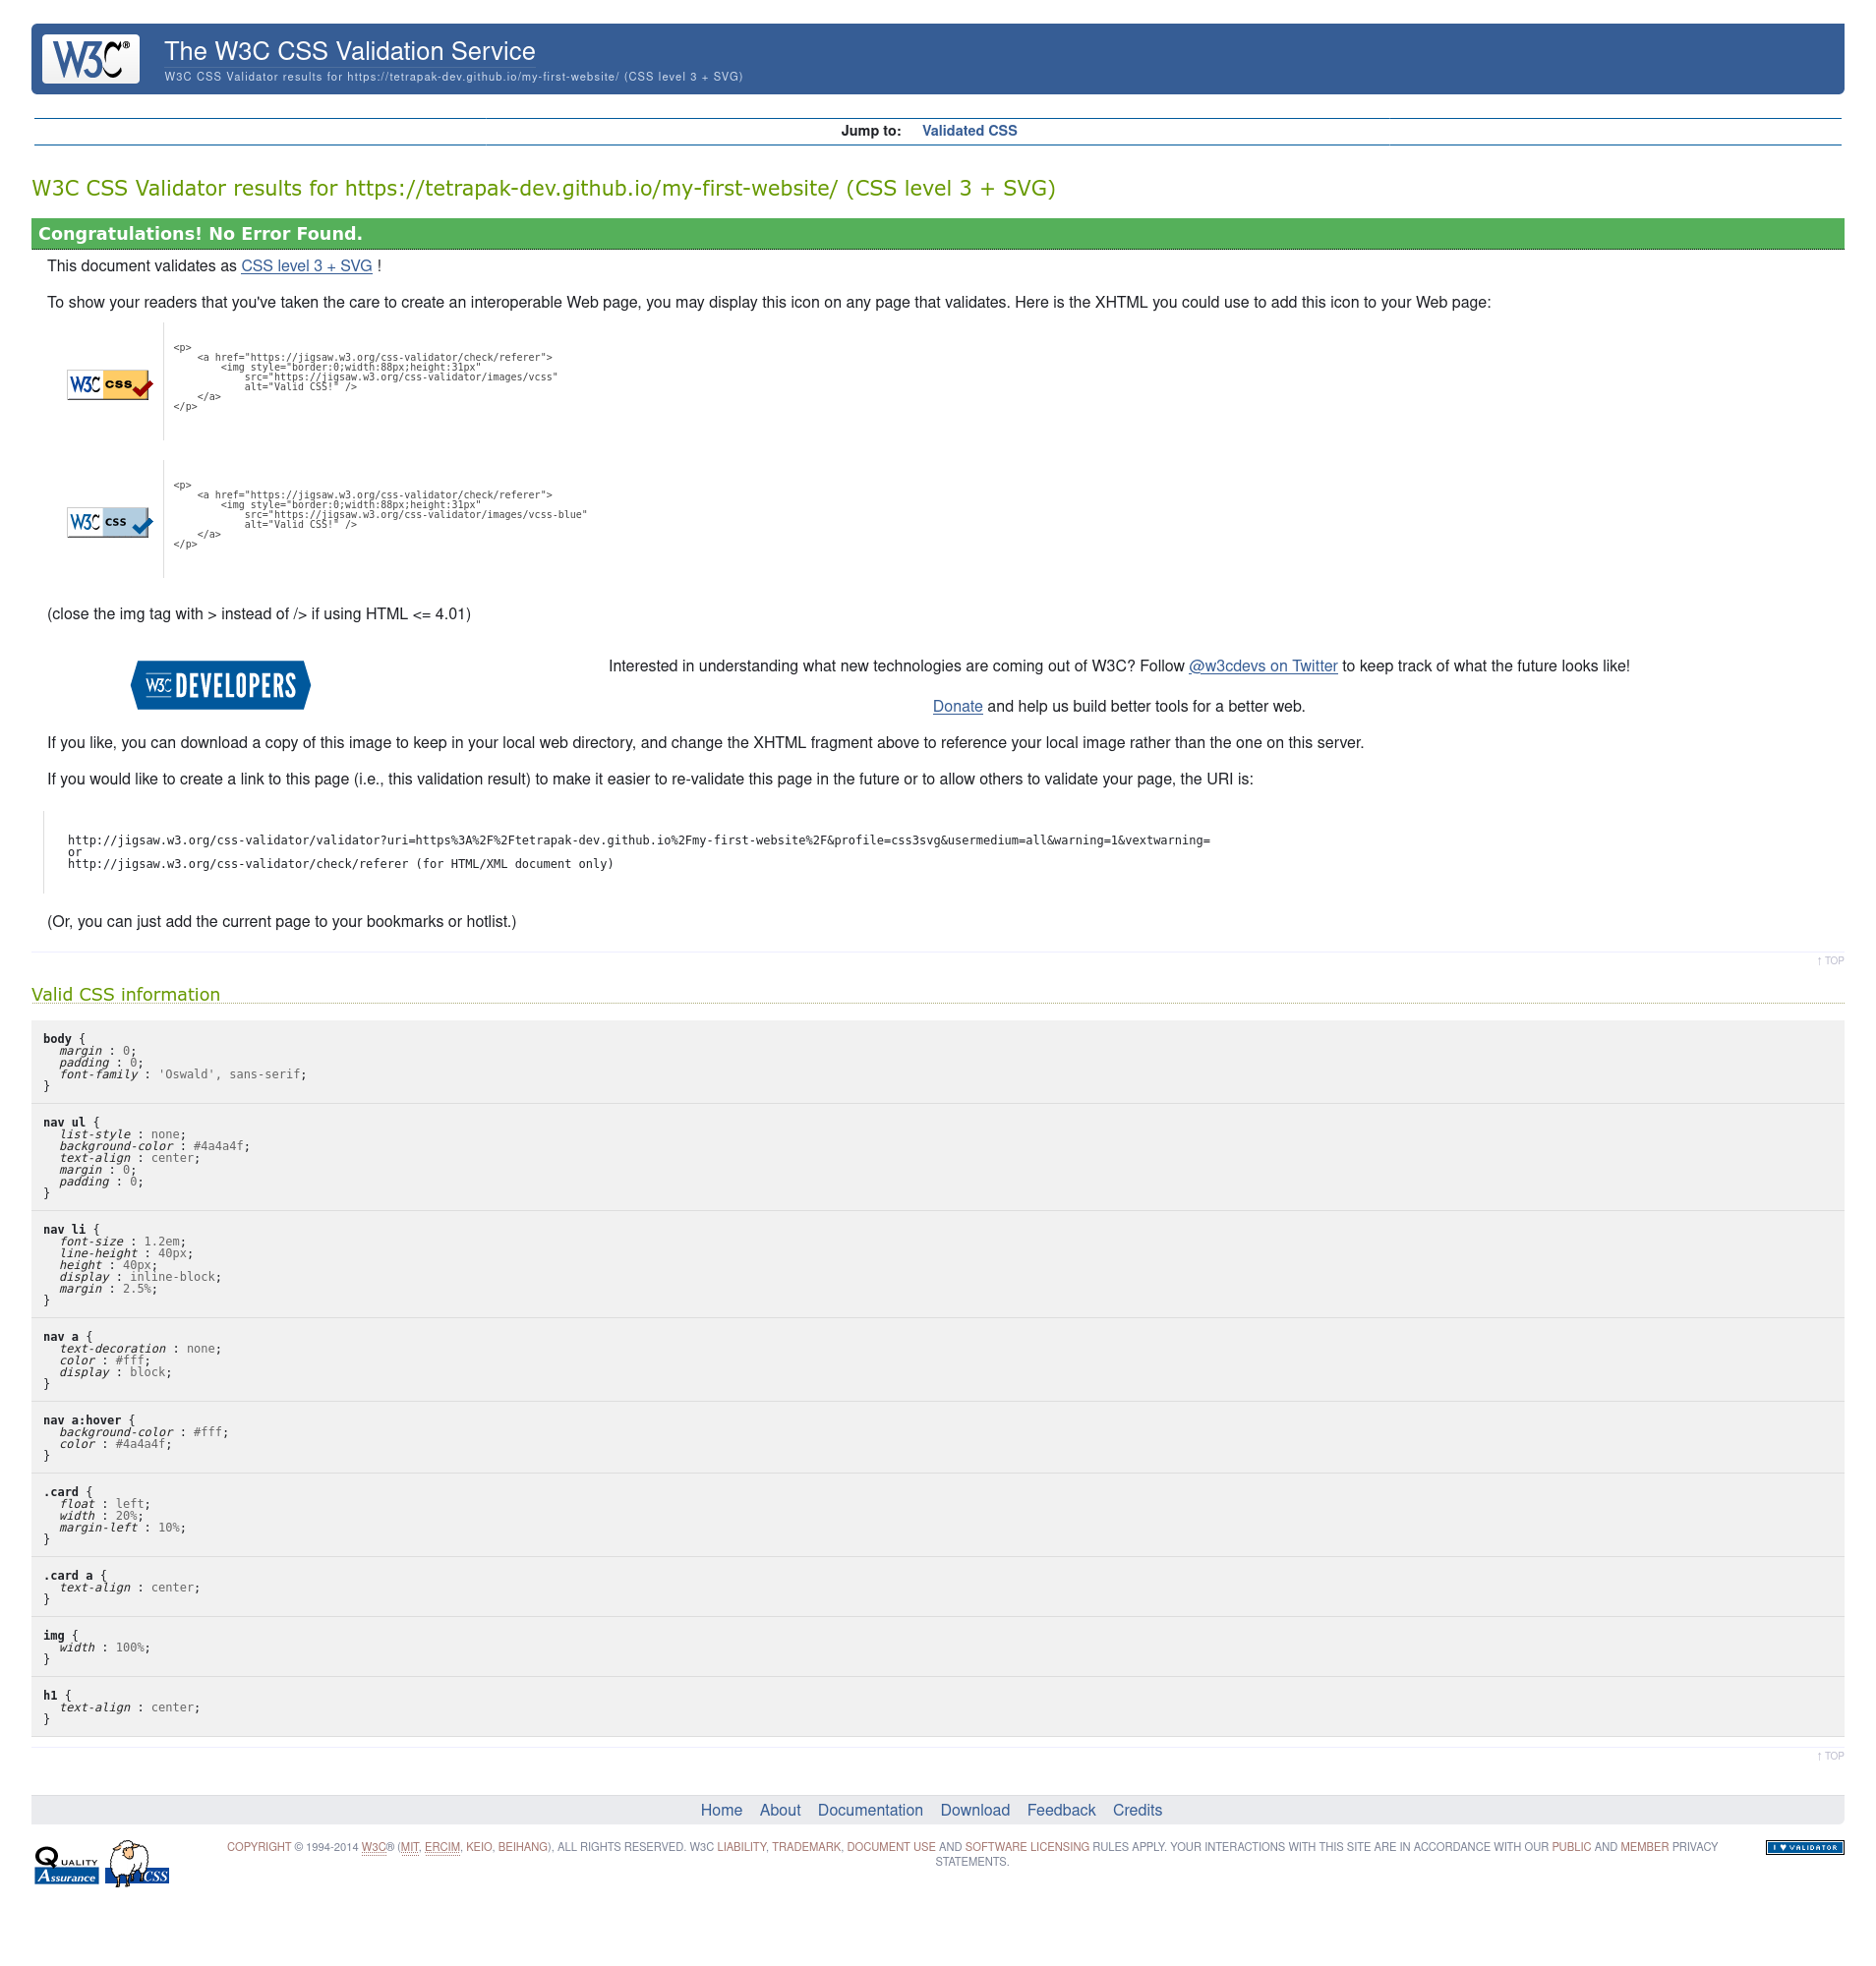 W3C®
The W3C CSS Validation Service
W3C CSS Validator results for https://tetrapak-dev.github.io/my-first-website/ (CSS level 3 + SVG)
Jump to: Validated CSS
W3C CSS Validator results for https://tetrapak-dev.github.io/my-first-website/ (CSS level 3 + SVG)
Congratulations! No Error Found.
This document validates as CSS level 3 + SVG !
To show your readers that you've taken the care to create an interoperable Web page, you may display this icon on any page that validates. Here is the XHTML you could use to add this icon to your Web page:
W3C css
<p>
<a href="https://jigsaw.w3.org/css-validator/check/referer">
<img style="border:0;width:88px;height:31px"
src="https://jigsaw.w3.org/css-validator/images/vcss"
alt="Valid CSS!" />
</a>
</p>
W3C css
<p>
<a href="https://jigsaw.w3.org/css-validator/check/referer">
<img style="border:0;width:88px;height:31px"
src="https://jigsaw.w3.org/css-validator/images/vcss-blue"
alt="Valid CSS!" />
</a>
</p>
(close the img tag with > instead of /> if using HTML <= 4.01)
W3C DEVELOPERS
Interested in understanding what new technologies are coming out of W3C? Follow @w3cdevs on Twitter to keep track of what the future looks like!
Donate and help us build better tools for a better web.
If you like, you can download a copy of this image to keep in your local web directory, and change the XHTML fragment above to reference your local image rather than the one on this server.
If you would like to create a link to this page (i.e., this validation result) to make it easier to re-validate this page in the future or to allow others to validate your page, the URI is:
http://jigsaw.w3.org/css-validator/validator?uri=https%3A%2F%2Ftetrapak-dev.github.io%2Fmy-first-website%2F&profile=css3svg&usermedium=all&warning=1&vextwarning=
or
http://jigsaw.w3.org/css-validator/check/referer (for HTML/XML document only)
(Or, you can just add the current page to your bookmarks or hotlist.)
↑ TOP
Valid CSS information
body {
margin : 0;
padding : 0;
font-family : 'Oswald', sans-serif;
}
nav ul {
list-style : none;
background-color : #4a4a4f;
text-align : center;
margin : 0;
padding : 0;
}
nav li {
font-size : 1.2em;
line-height : 40px;
height : 40px;
display : inline-block;
margin : 2.5%;
}
nav a {
text-decoration : none;
color : #fff;
display : block;
}
nav a:hover {
background-color : #fff;
color : #4a4a4f;
}
.card {
float : left;
width : 20%;
margin-left : 10%;
}
.card a {
text-align : center;
}
img {
width : 100%;
}
h1 {
text-align : center;
}
↑ TOP
Home About Documentation Download Feedback Credits
QUALITY
Assurance
CSS
COPYRIGHT © 1994-2014 W3C® (MIT, ERCIM, KEIO, BEIHANG), ALL RIGHTS RESERVED. W3C LIABILITY, TRADEMARK, DOCUMENT USE AND SOFTWARE LICENSING RULES APPLY. YOUR INTERACTIONS WITH THIS SITE ARE IN ACCORDANCE WITH OUR PUBLIC AND MEMBER PRIVACY
STATEMENTS.
I ♥ VALIDATOR